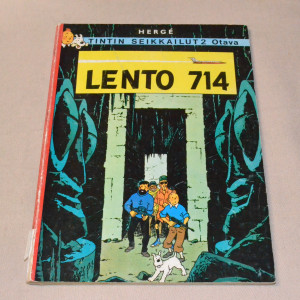 HERGÉ
TINTIN SEIKKAILUT 2 Otava
LENTO 714